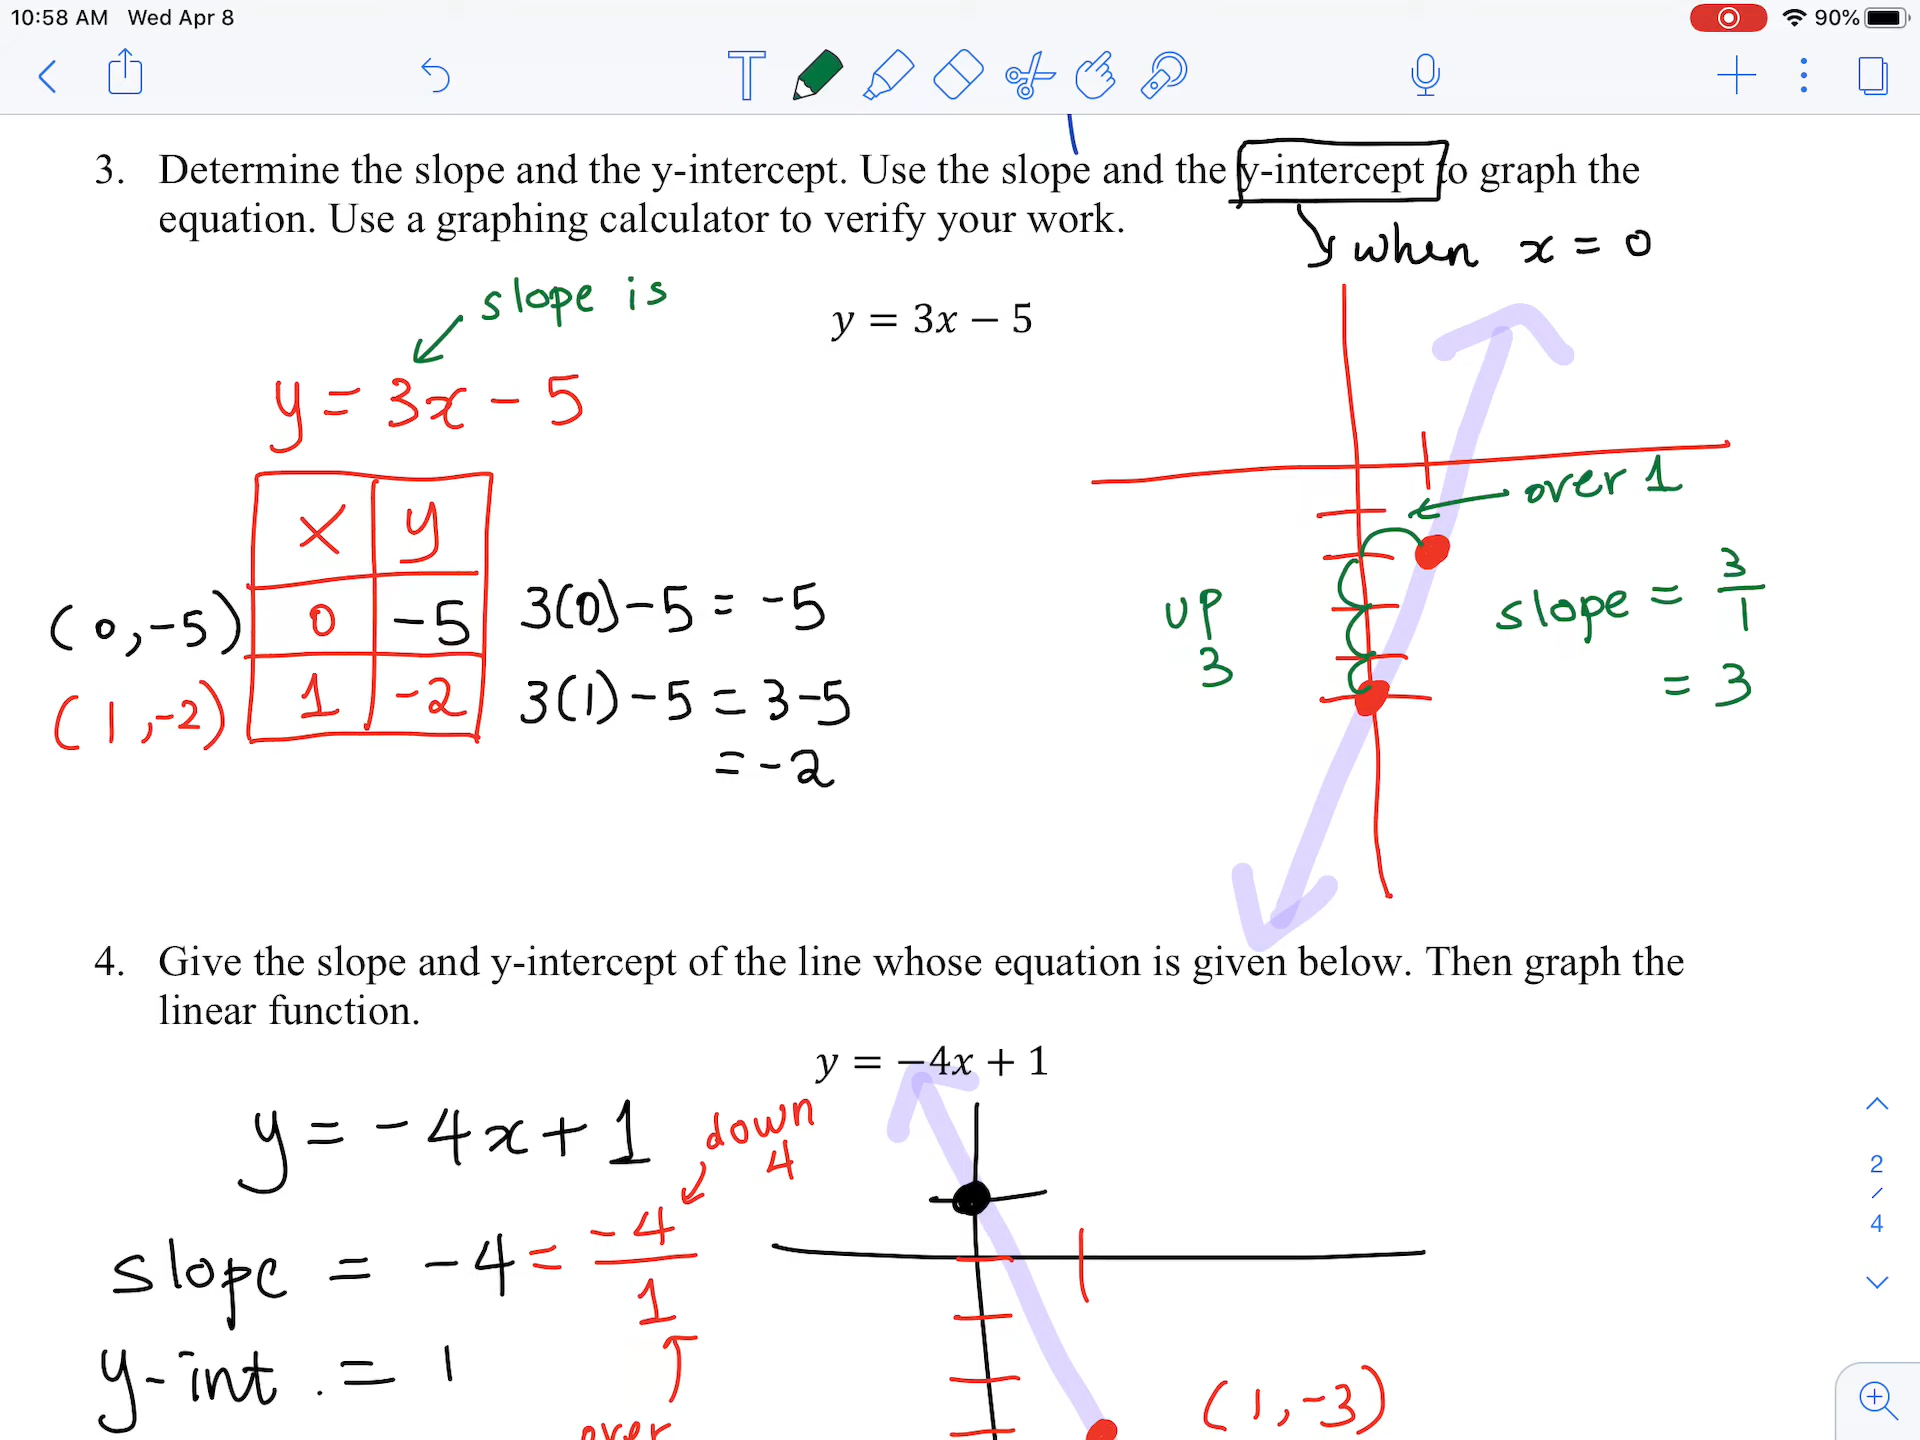 10:58 AM Wed Apr 8
90%
3. Determine the slope and the y-intercept. Use the slope and the y-intercept to graph the
equation. Use a graphing calculator to verify your work.
when x = 0
slope is
y = 3x − 5
y = 3x - 5
over 1
x y
(0,-5) 0 -5 3(0)-5 = -5
up
3
slope = 3/1
= 3
(1,-2) 1 -2 3(1)-5 = 3-5
= -2
4. Give the slope and y-intercept of the line whose equation is given below. Then graph the
linear function.
y = −4x + 1
y = -4x+1
down
4
slope = -4 = -4/1
y-int. = 1
over
(1,-3)
2
/
4